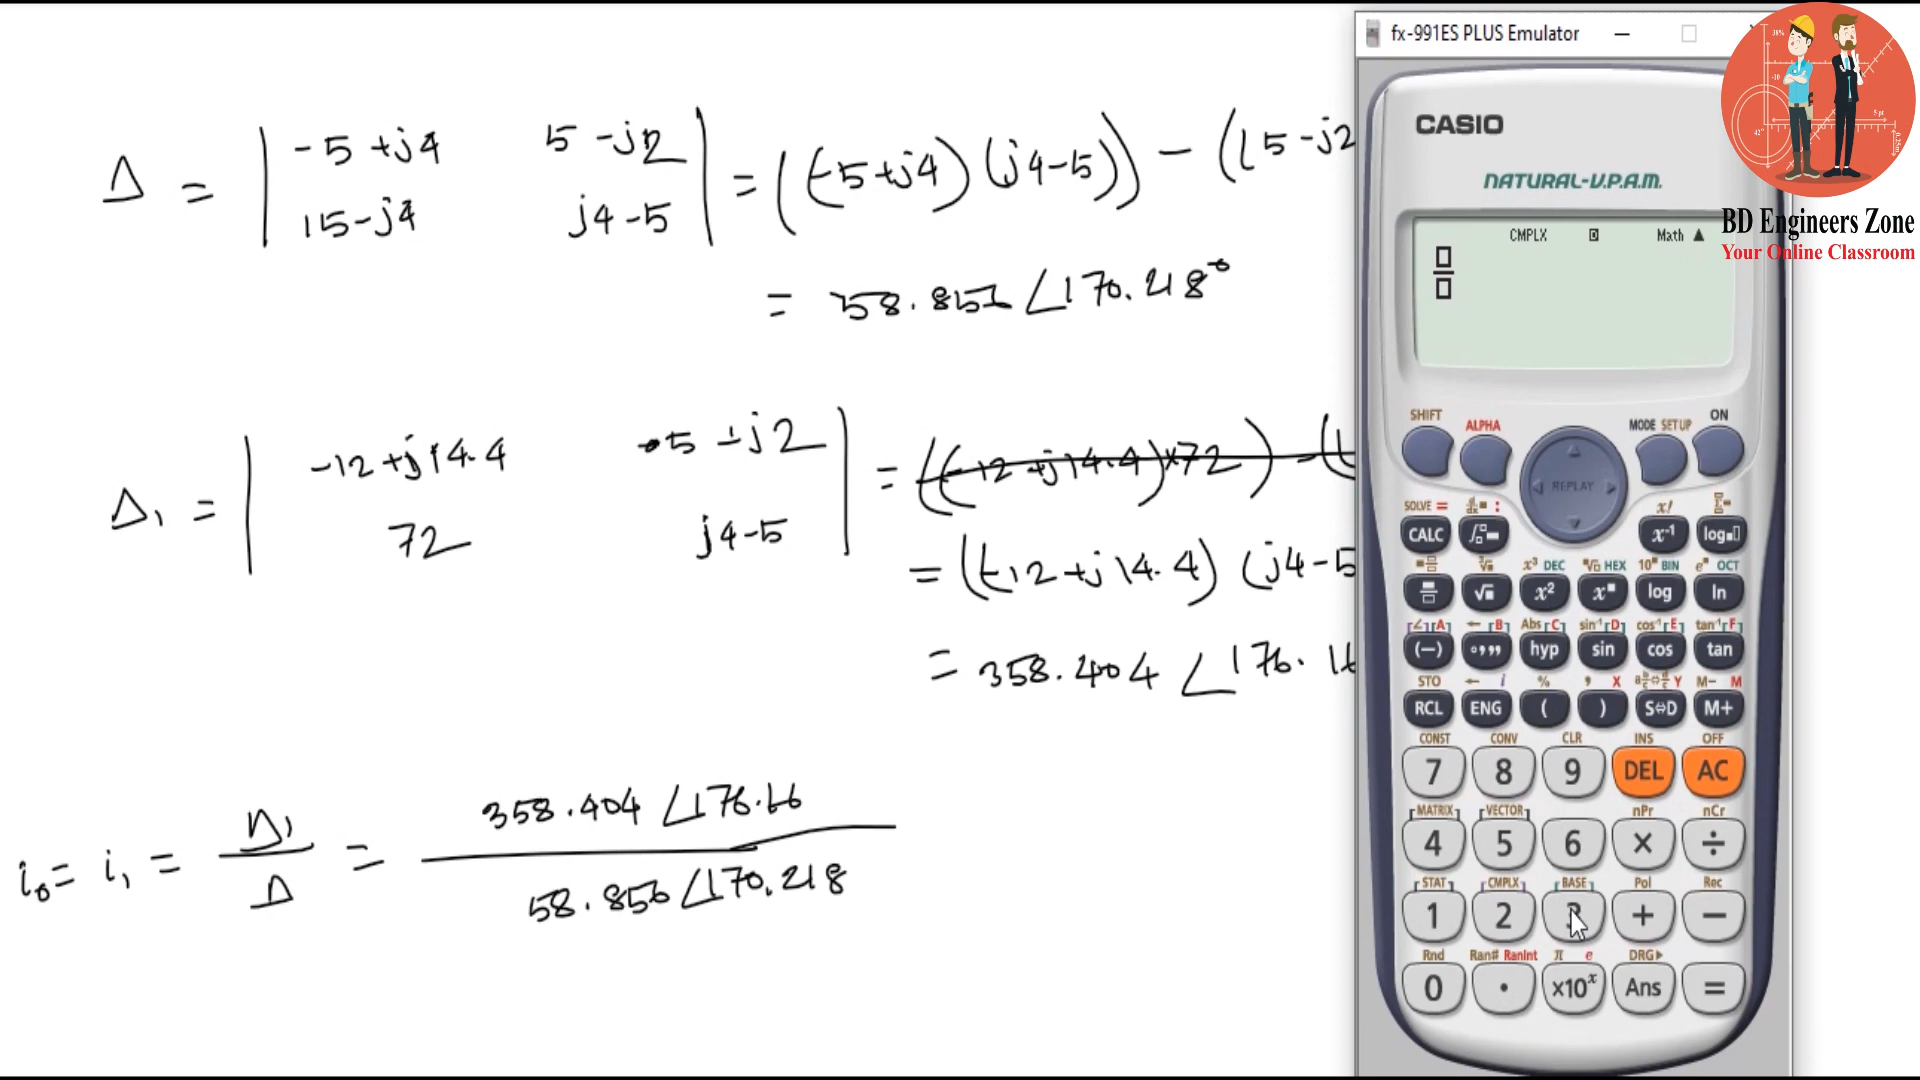 fx-991ES PLUS Emulator
CASIO
NATURAL-V.P.A.M.
CMPLX D Math ▲
BD Engineers Zone
Your Online Classroom
Δ = | -5 +j4 5 -j2 | = ((-5+j4) (j4-5)) - ((5-j2
15-j4 j4-5
∠170.218°
Δ₁ = | -12 +j14.4 j2 | = ((-12 +j14.4)×72) - (
72 j4-5
= (-12 +j14.4) (j4-5
= 358.404 ∠176.
i₀ = i₁ = Δ₁/Δ = 358.404 ∠176.66
58.856 ∠170.218
SHIFT ALPHA MODE SETUP ON
REPLAY
SOLVE = d/dx : x! Σ
CALC ∫ x⁻¹ log
x³ DEC HEX 10 BIN e OCT
√ x² x log ln
∠ A ← B Abs C sin⁻¹ D cos⁻¹ E tan⁻¹ F
(−) °''' hyp sin cos tan
STO ← i % , X Y M− M
RCL ENG ( ) S⇔D M+
CONST CONV CLR INS OFF
7 8 9 DEL AC
MATRIX VECTOR nPr nCr
4 5 6 × ÷
STAT CMPLX BASE Pol Rec
1 2 3 + −
Rnd Ran# RanInt π e DRG▶
0 . ×10ˣ Ans =